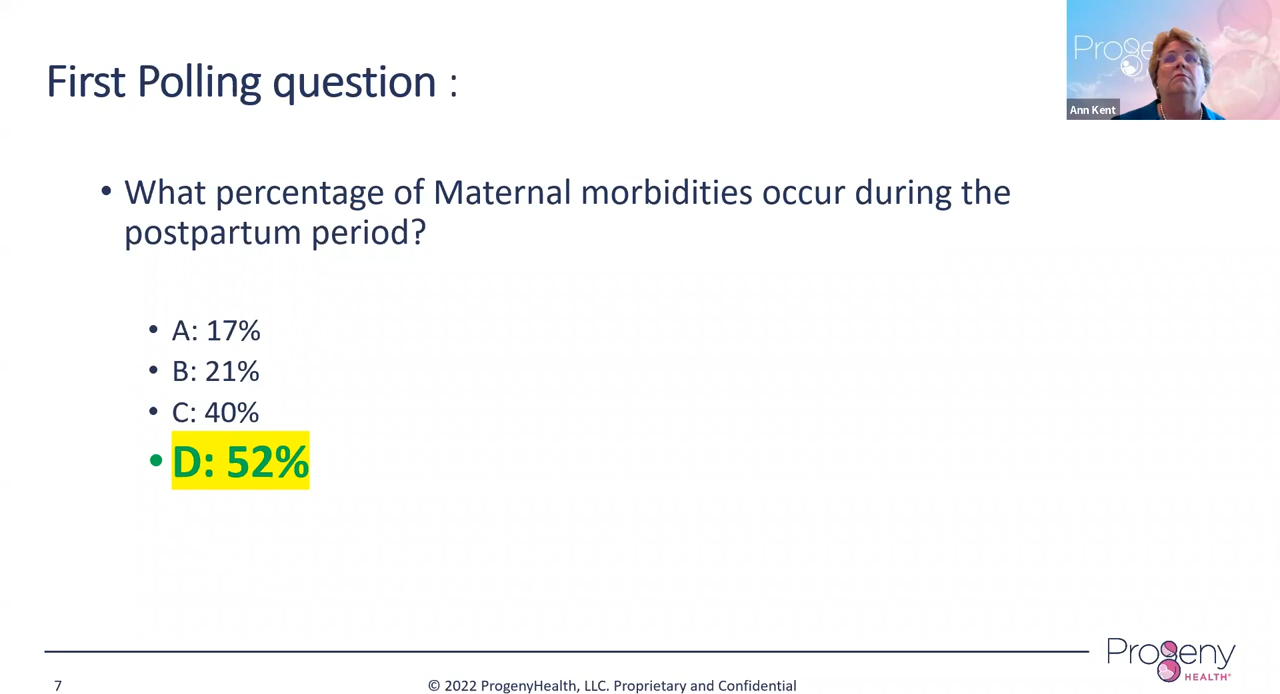 First Polling question :
Proge
Ann Kent
• What percentage of Maternal morbidities occur during the
postpartum period?
• A: 17%
• B: 21%
• C: 40%
• D: 52%
Progeny
HEALTH®
7
© 2022 ProgenyHealth, LLC. Proprietary and Confidential